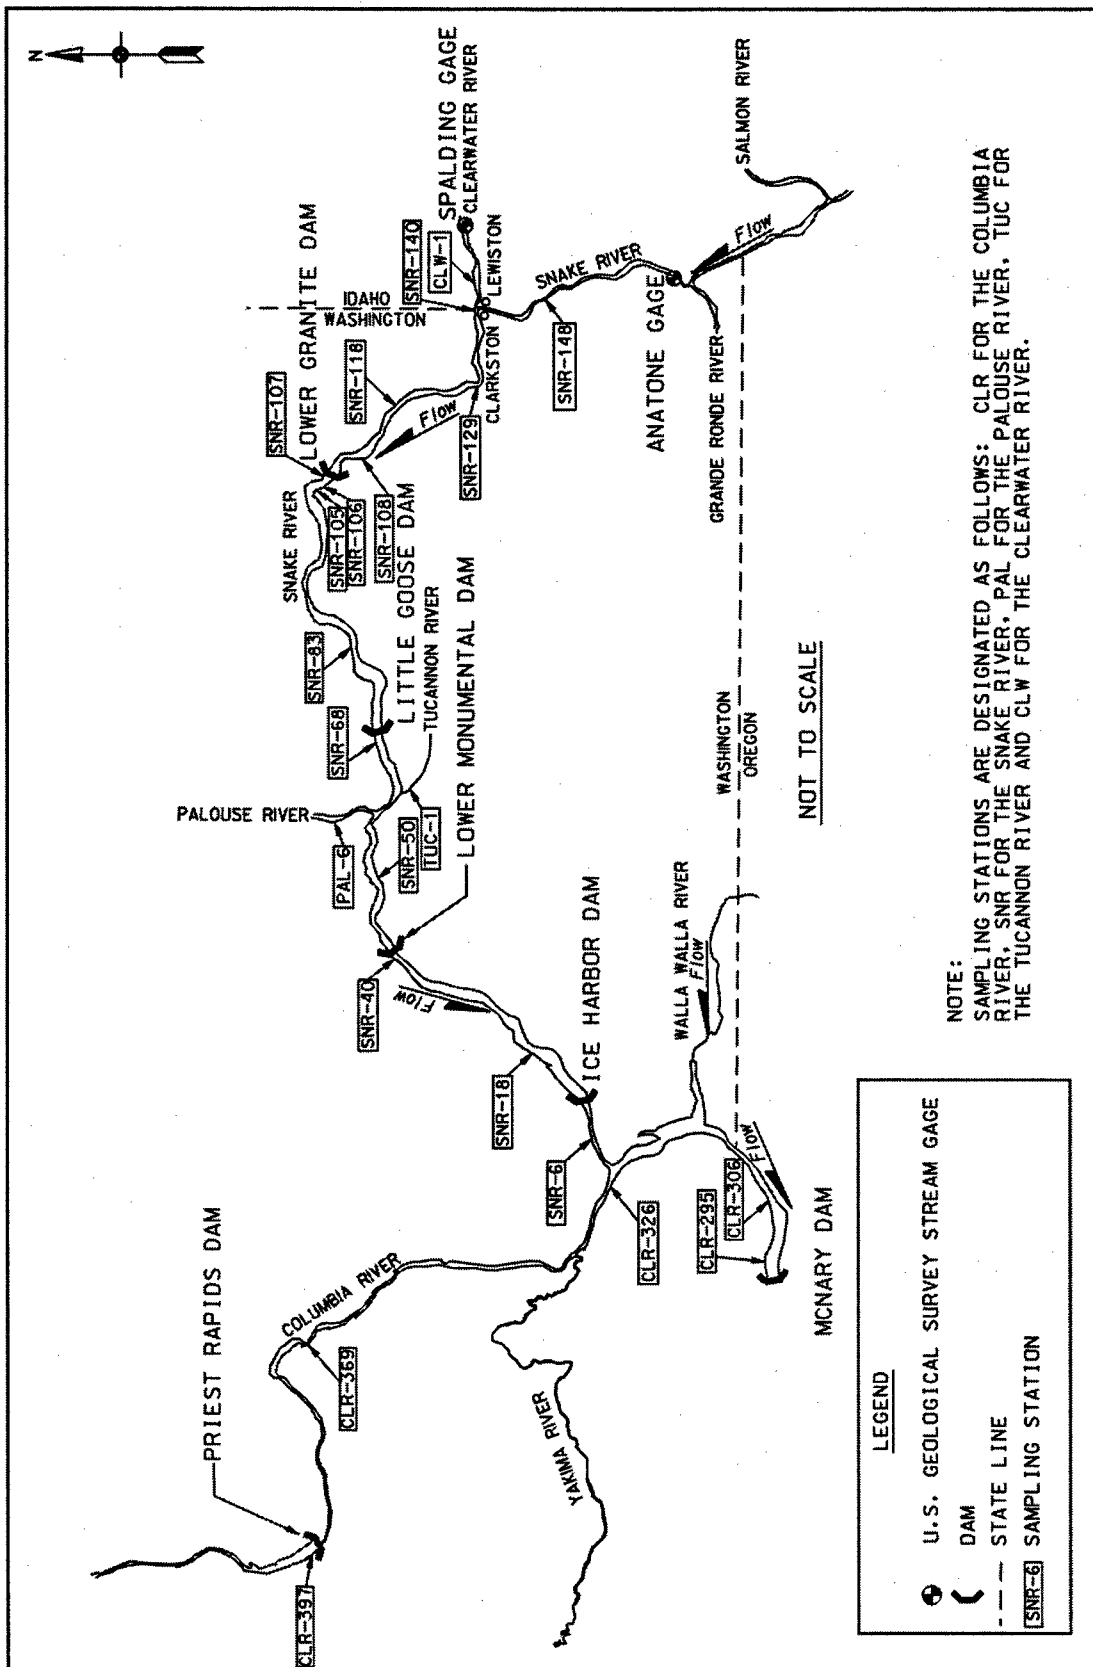 N
PRIEST RAPIDS DAM
CLR-397
COLUMBIA RIVER
CLR-369
YAKIMA RIVER
SNR-6
CLR-326
CLR-295
CLR-306
Flow
MCNARY DAM
SNR-18
ICE HARBOR DAM
WALLA WALLA RIVER
Flow
SNR-40
Flow
LOWER MONUMENTAL DAM
PALOUSE RIVER
PAL-6
SNR-50
TUC-1
TUCANNON RIVER
SNR-68
LITTLE GOOSE DAM
SNR-83
SNAKE RIVER
SNR-105
SNR-106
SNR-108
SNR-107
LOWER GRANITE DAM
SNR-118
Flow
SNR-129
IDAHO
WASHINGTON
SNR-140
CLW-1
SPALDING GAGE
CLEARWATER RIVER
LEWISTON
CLARKSTON
SNR-148
SNAKE RIVER
ANATONE GAGE
GRANDE RONDE RIVER
Flow
SALMON RIVER
WASHINGTON
OREGON
NOT TO SCALE
NOTE:
SAMPLING STATIONS ARE DESIGNATED AS FOLLOWS: CLR FOR THE COLUMBIA
RIVER, SNR FOR THE SNAKE RIVER, PAL FOR THE PALOUSE RIVER, TUC FOR
THE TUCANNON RIVER AND CLW FOR THE CLEARWATER RIVER.
LEGEND
U.S. GEOLOGICAL SURVEY STREAM GAGE
DAM
STATE LINE
SNR-6 SAMPLING STATION